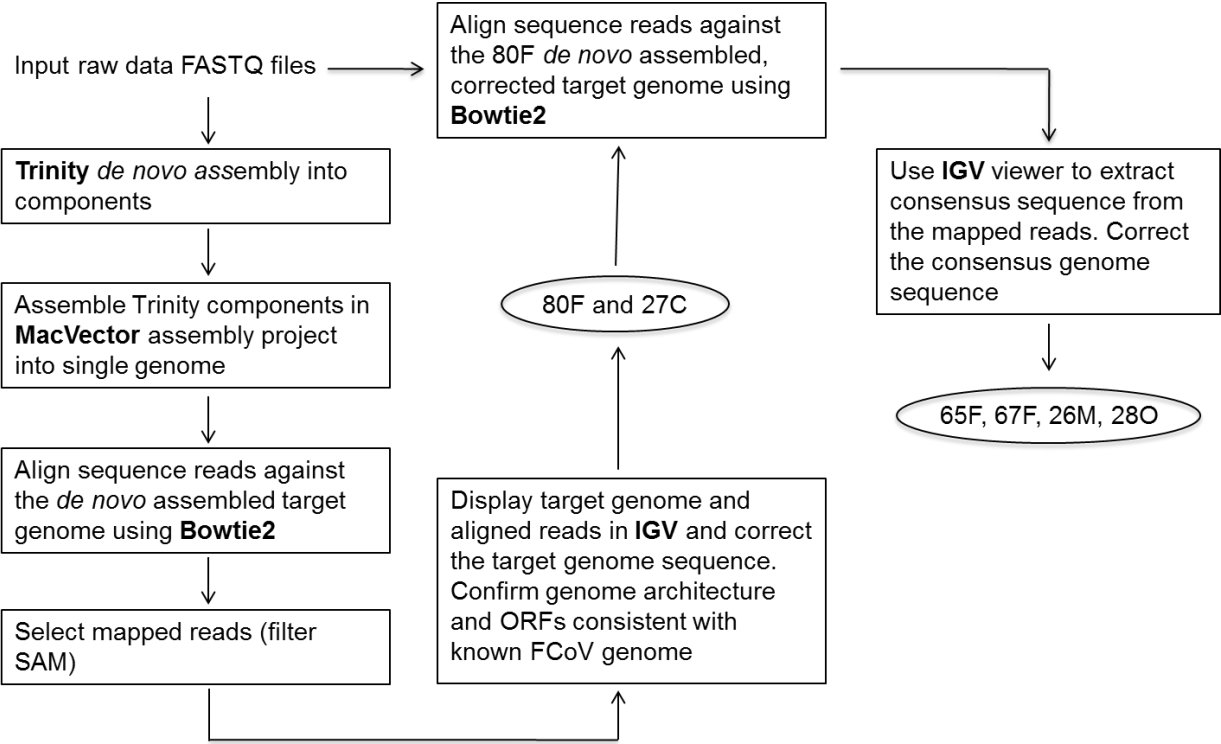 Input raw data FASTQ files
Trinity de novo assembly into
components
Assemble Trinity components in
MacVector assembly project
into single genome
Align sequence reads against
the de novo assembled target
genome using Bowtie2
Select mapped reads (filter
SAM)
Display target genome and
aligned reads in IGV and correct
the target genome sequence.
Confirm genome architecture
and ORFs consistent with
known FCoV genome
80F and 27C
Align sequence reads against
the 80F de novo assembled,
corrected target genome using
Bowtie2
Use IGV viewer to extract
consensus sequence from
the mapped reads. Correct
the consensus genome
sequence
65F, 67F, 26M, 28O